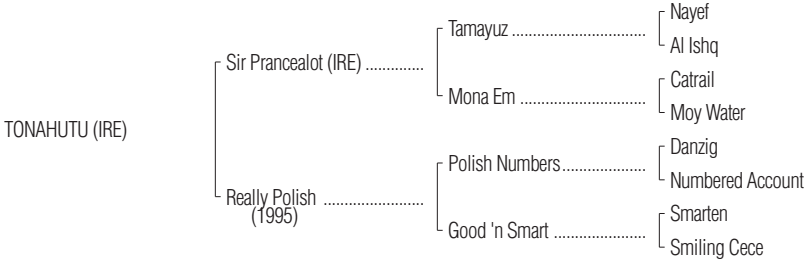 Nayef
Tamayuz ..............................
Al Ishq
Sir Prancealot (IRE) .............
Catrail
Mona Em ............................
Moy Water
TONAHUTU (IRE)
Danzig
Polish Numbers....................
Numbered Account
Really Polish .......................
(1995)
Smarten
Good 'n Smart .....................
Smiling Cece